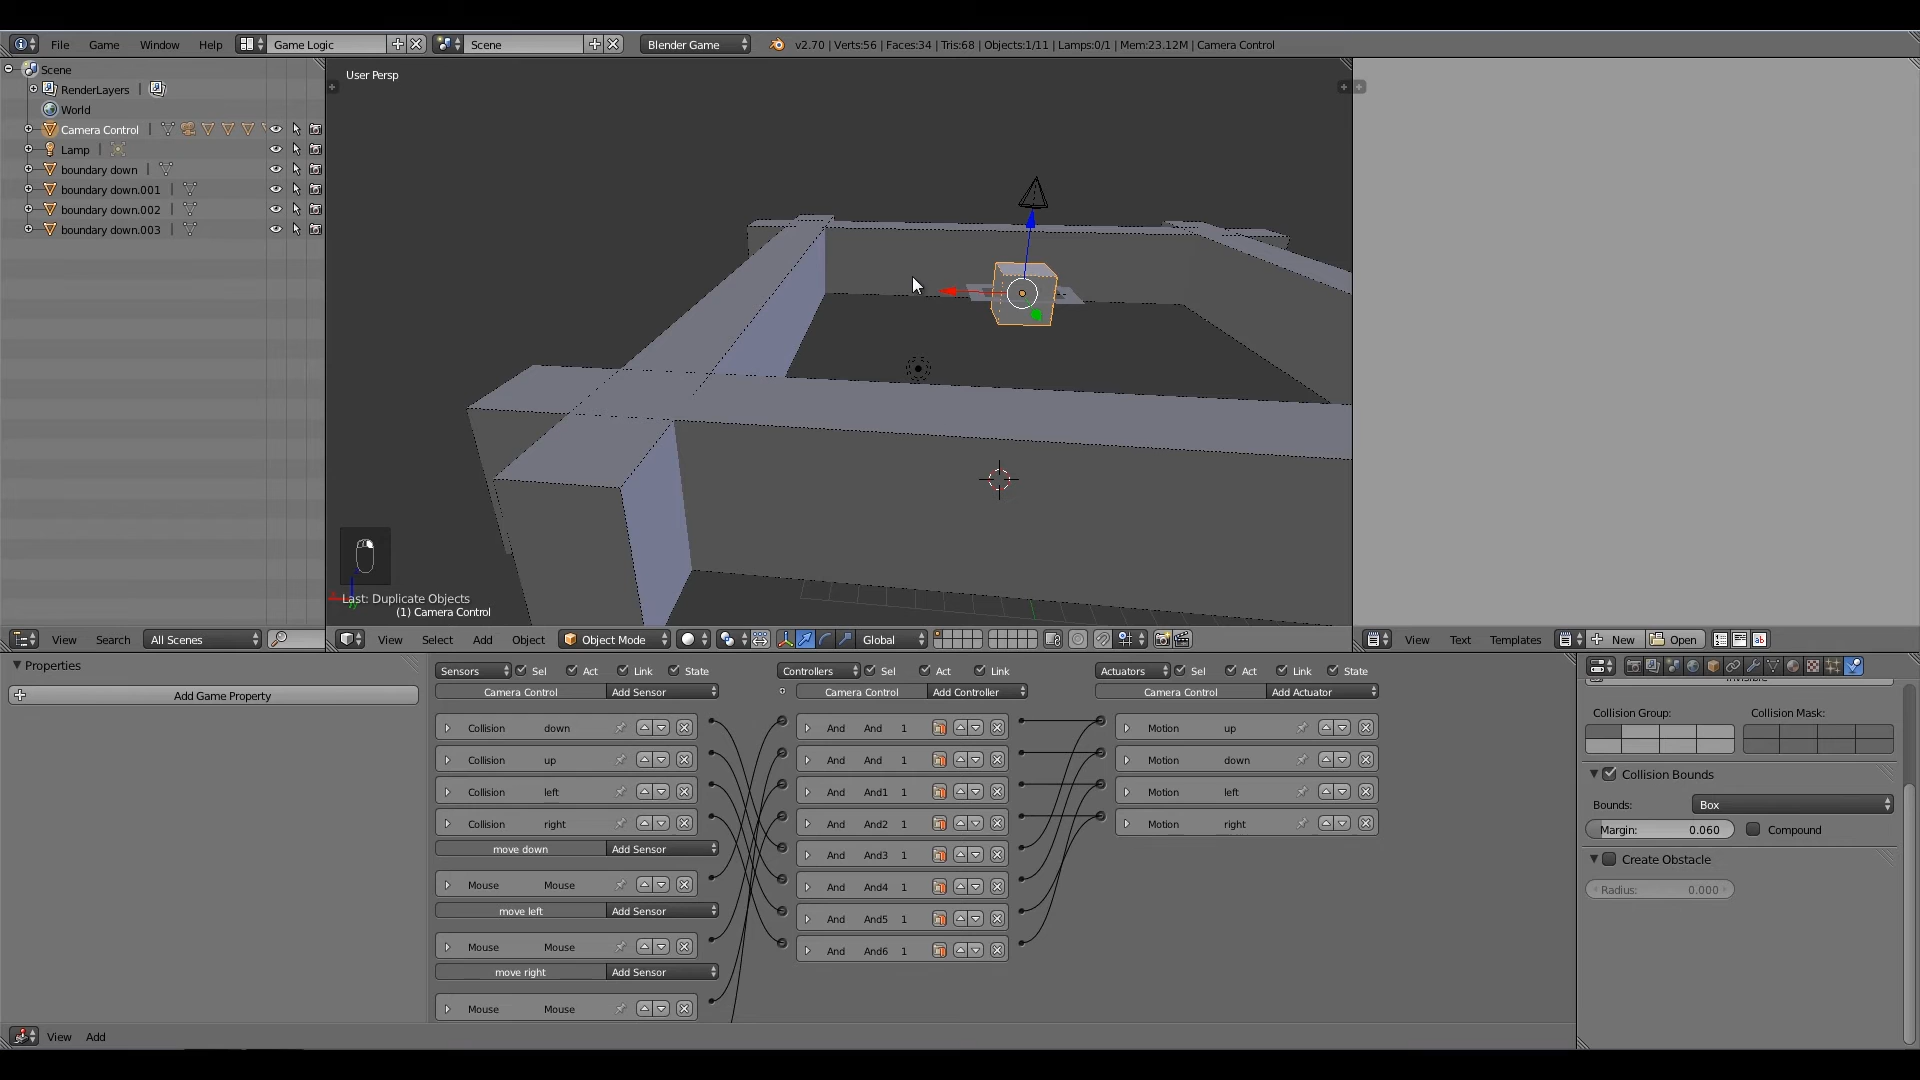 File Game Window Help Game Logic Scene Blender Game v2.70 | Verts:56 | Faces:34 | Tris:68 | Objects:1/11 | Lamps:0/1 | Mem:23.12M | Camera Control
Scene
RenderLayers
World
Camera Control
Lamp
boundary down
boundary down.001
boundary down.002
boundary down.003
User Persp
Last: Duplicate Objects
(1) Camera Control
View Search All Scenes
View Select Add Object Object Mode Global
View Text Templates New Open
Properties
Add Game Property
Sensors Sel Act Link State
Camera Control Add Sensor
Collision down
Collision up
Collision left
Collision right
move down Add Sensor
Mouse Mouse
move left Add Sensor
Mouse Mouse
move right Add Sensor
Mouse Mouse
Controllers Sel Act Link
Camera Control Add Controller
And And 1
And And 1
And And1 1
And And2 1
And And3 1
And And4 1
And And5 1
And And6 1
Actuators Sel Act Link State
Camera Control Add Actuator
Motion up
Motion down
Motion left
Motion right
Collision Group: Collision Mask:
Collision Bounds
Bounds: Box
Margin: 0.060 Compound
Create Obstacle
Radius: 0.000
View Add